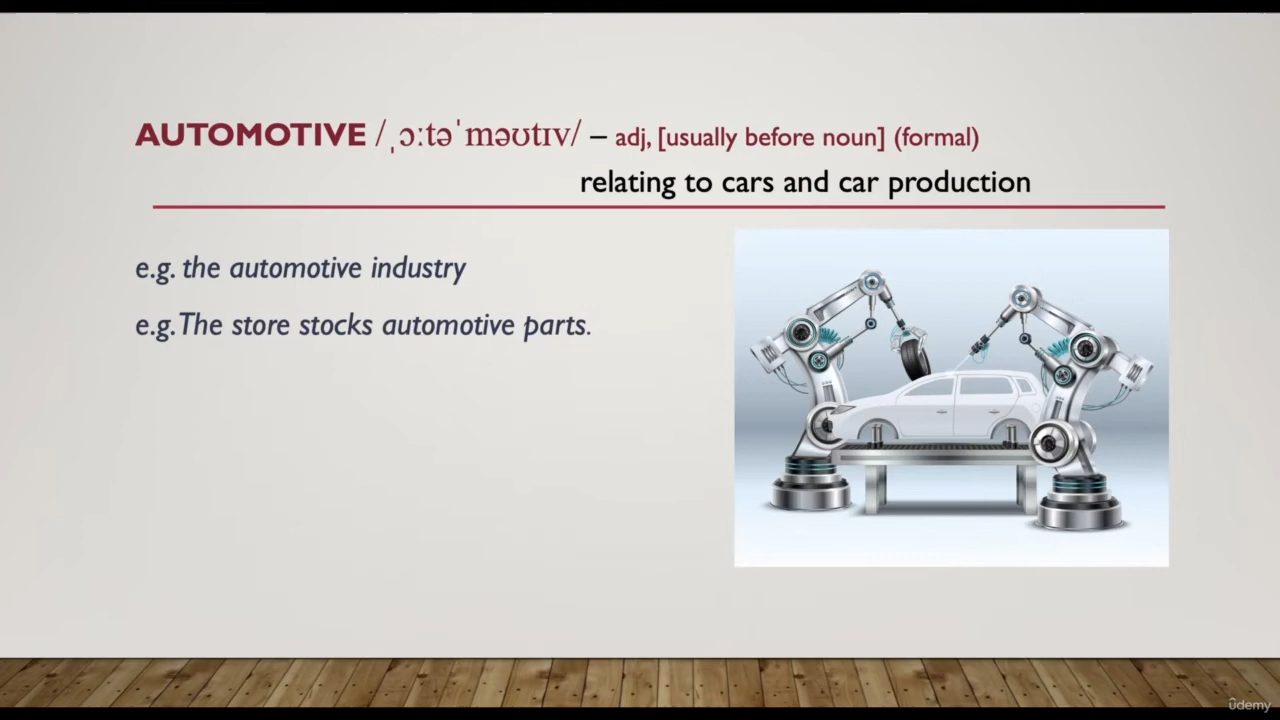 AUTOMOTIVE /ˌɔːtəˈməʊtɪv/ – adj, [usually before noun] (formal)
relating to cars and car production
e.g. the automotive industry
e.g. The store stocks automotive parts.
ûdemy